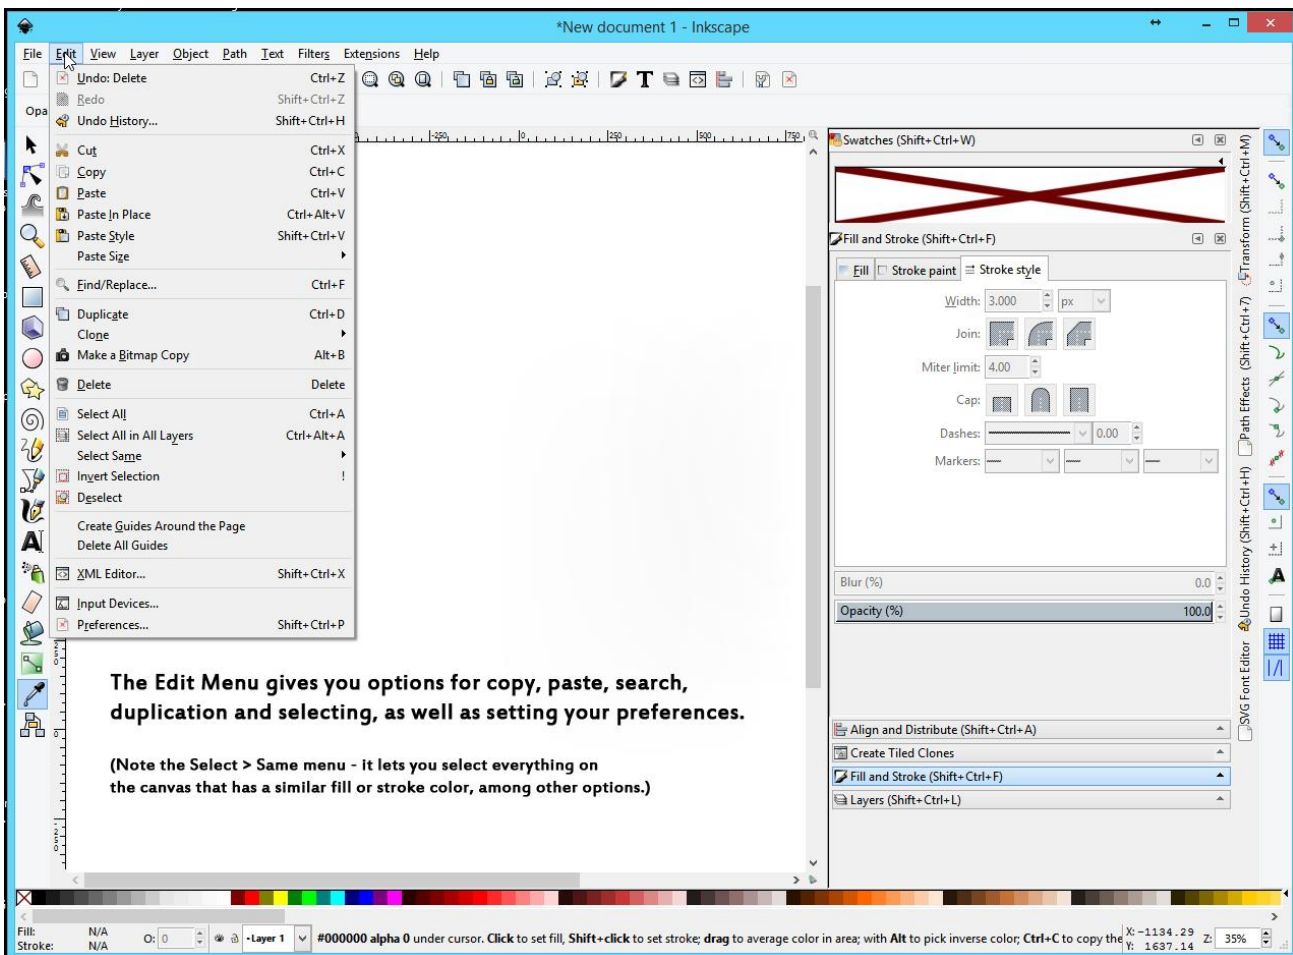 *New document 1 - Inkscape
File Edit View Layer Object Path Text Filters Extensions Help
Undo: Delete Ctrl+Z
Redo Shift+Ctrl+Z
Undo History... Shift+Ctrl+H
Cut Ctrl+X
Copy Ctrl+C
Paste Ctrl+V
Paste In Place Ctrl+Alt+V
Paste Style Shift+Ctrl+V
Paste Size
Find/Replace... Ctrl+F
Duplicate Ctrl+D
Clone
Make a Bitmap Copy Alt+B
Delete Delete
Select All Ctrl+A
Select All in All Layers Ctrl+Alt+A
Select Same
Invert Selection !
Deselect
Create Guides Around the Page
Delete All Guides
XML Editor... Shift+Ctrl+X
Input Devices...
Preferences... Shift+Ctrl+P
Opa
-250 0 250 500 750
The Edit Menu gives you options for copy, paste, search,
duplication and selecting, as well as setting your preferences.
(Note the Select > Same menu - it lets you select everything on
the canvas that has a similar fill or stroke color, among other options.)
Swatches (Shift+Ctrl+W)
Fill and Stroke (Shift+Ctrl+F)
Fill Stroke paint Stroke style
Width: 3.000 px
Join:
Miter limit: 4.00
Cap:
Dashes: 0.00
Markers:
Blur (%) 0.0
Opacity (%) 100.0
Align and Distribute (Shift+Ctrl+A)
Create Tiled Clones
Fill and Stroke (Shift+Ctrl+F)
Layers (Shift+Ctrl+L)
Transform (Shift+Ctrl+M)
Path Effects (Shift+Ctrl+7)
Undo History (Shift+Ctrl+H)
SVG Font Editor
Fill: N/A
Stroke: N/A
O: 0
-Layer 1
#000000 alpha 0 under cursor. Click to set fill, Shift+click to set stroke; drag to average color in area; with Alt to pick inverse color; Ctrl+C to copy the
X: -1134.29
Y: 1637.14
Z: 35%